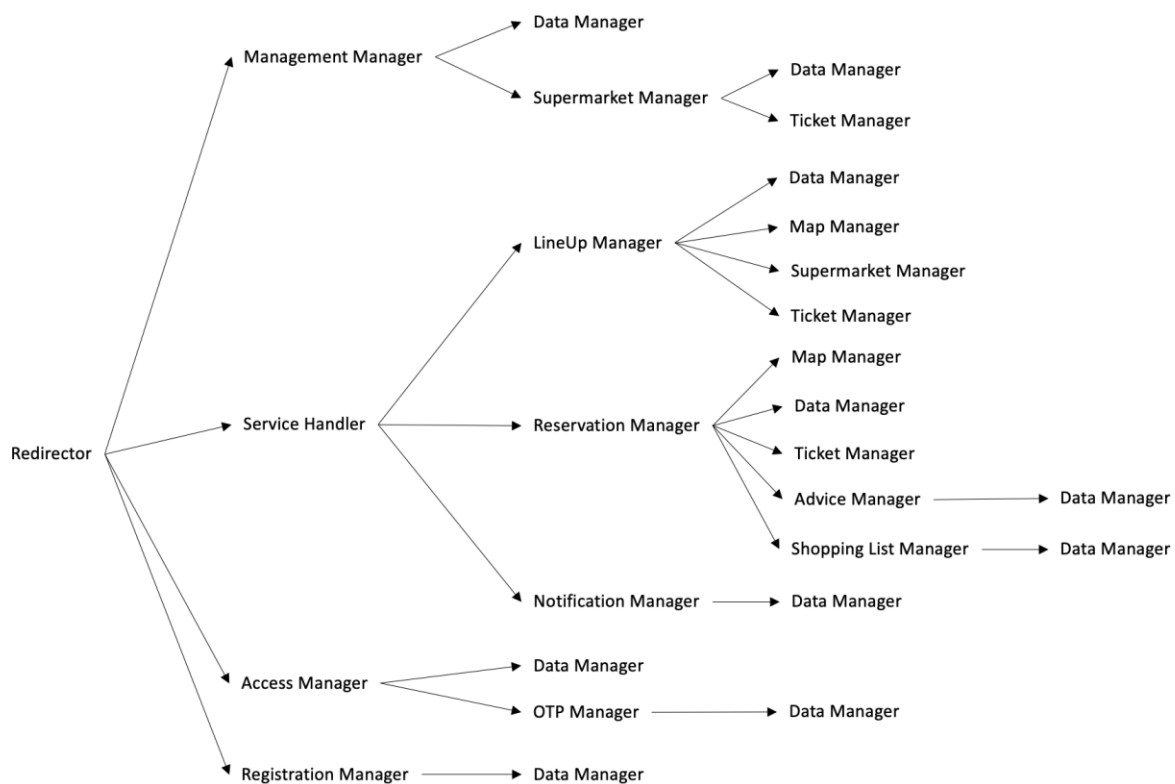 Data Manager
Management Manager
Data Manager
Supermarket Manager
Ticket Manager
Data Manager
Map Manager
LineUp Manager
Supermarket Manager
Ticket Manager
Map Manager
Data Manager
Service Handler
Reservation Manager
Redirector
Ticket Manager
Advice Manager
Data Manager
Shopping List Manager
Data Manager
Notification Manager
Data Manager
Data Manager
Access Manager
OTP Manager
Data Manager
Registration Manager
Data Manager